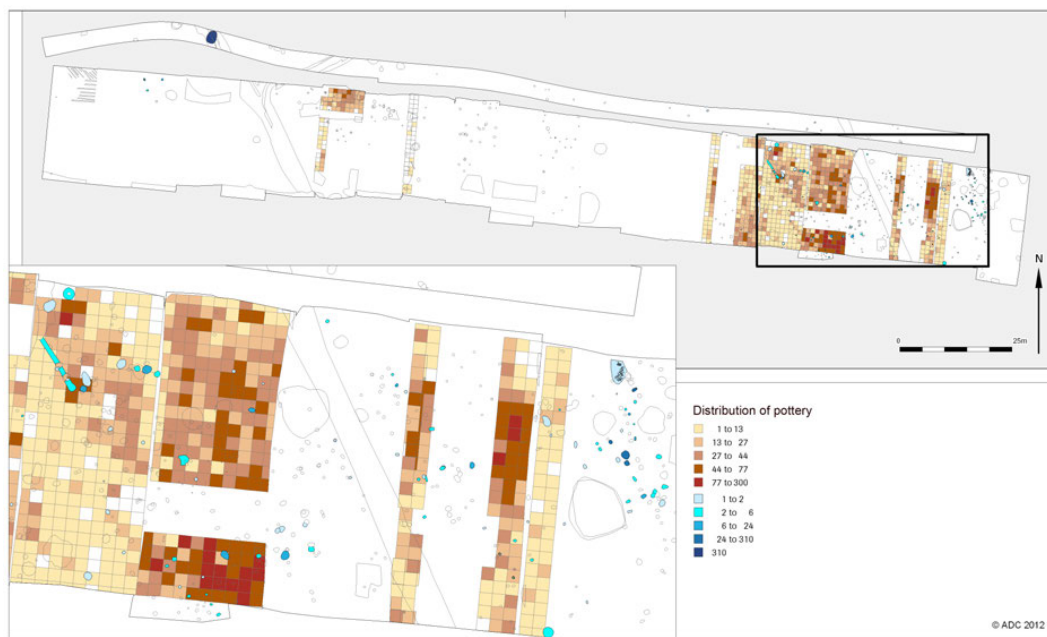 N
0 25m
Distribution of pottery
1 to 13
13 to 27
27 to 44
44 to 77
77 to 300
1 to 2
2 to 6
6 to 24
24 to 310
310
© ADC 2012